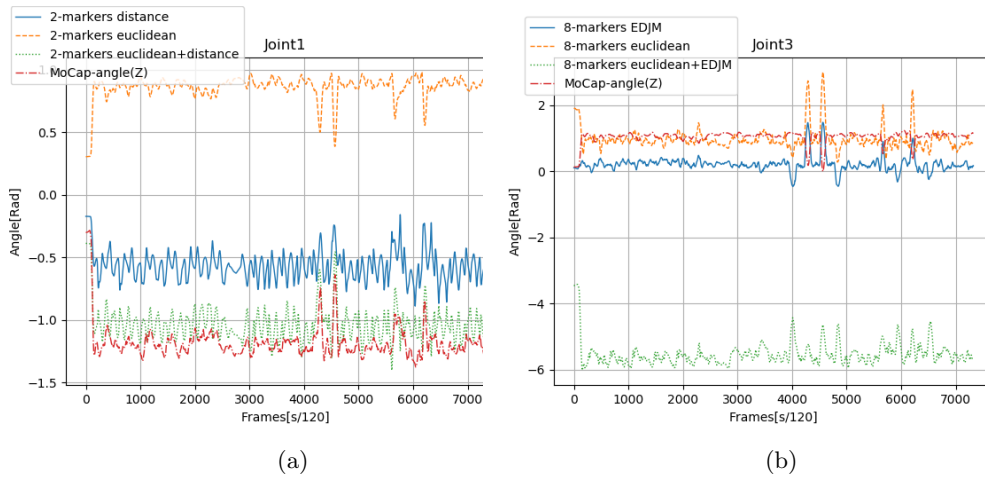 2-markers distance
2-markers euclidean
2-markers euclidean+distance
MoCap-angle(Z)
Joint1
1.0
0.5
0.0
−0.5
−1.0
−1.5
Angle[Rad]
0 1000 2000 3000 4000 5000 6000 7000
Frames[s/120]
(a)
8-markers EDJM
8-markers euclidean
8-markers euclidean+EDJM
MoCap-angle(Z)
Joint3
2
0
−2
−4
−6
Angle[Rad]
0 1000 2000 3000 4000 5000 6000 7000
Frames[s/120]
(b)